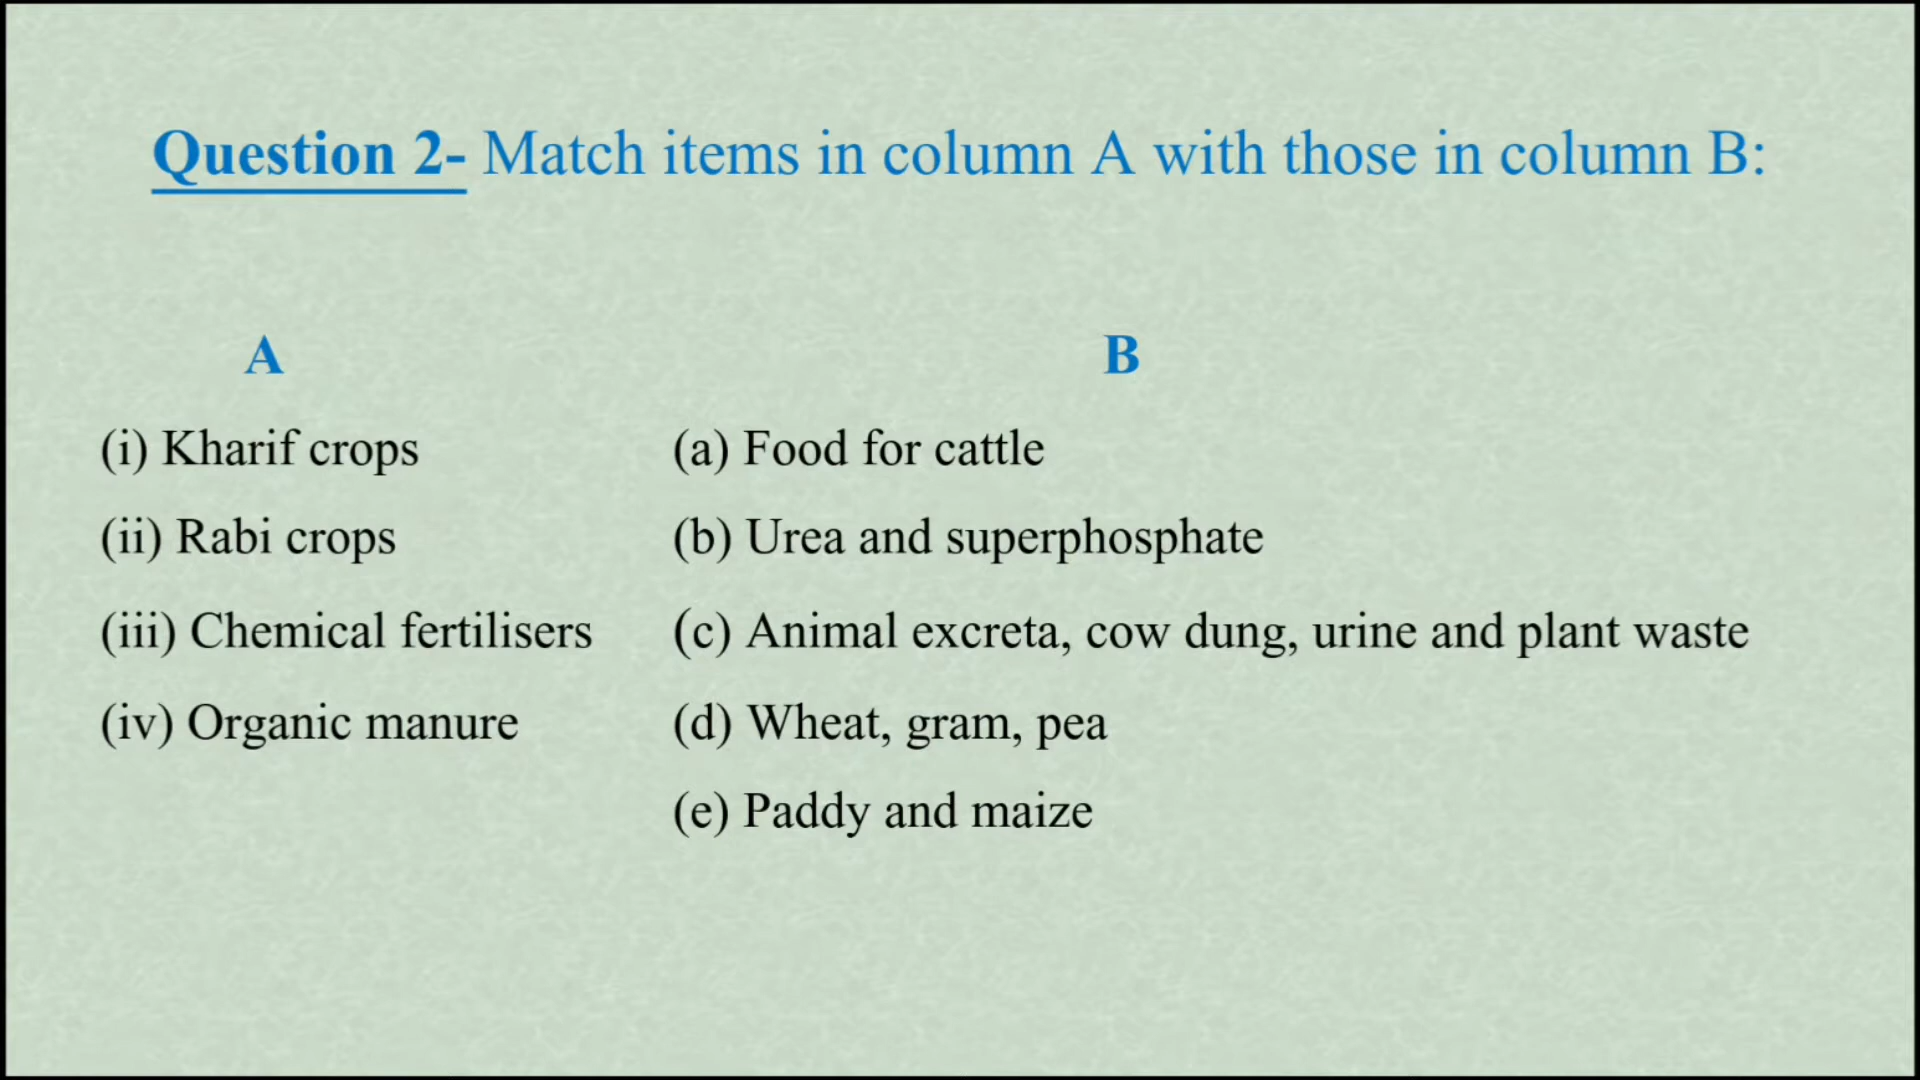 Question 2- Match items in column A with those in column B:
A B
(i) Kharif crops (a) Food for cattle
(ii) Rabi crops (b) Urea and superphosphate
(iii) Chemical fertilisers (c) Animal excreta, cow dung, urine and plant waste
(iv) Organic manure (d) Wheat, gram, pea
(e) Paddy and maize